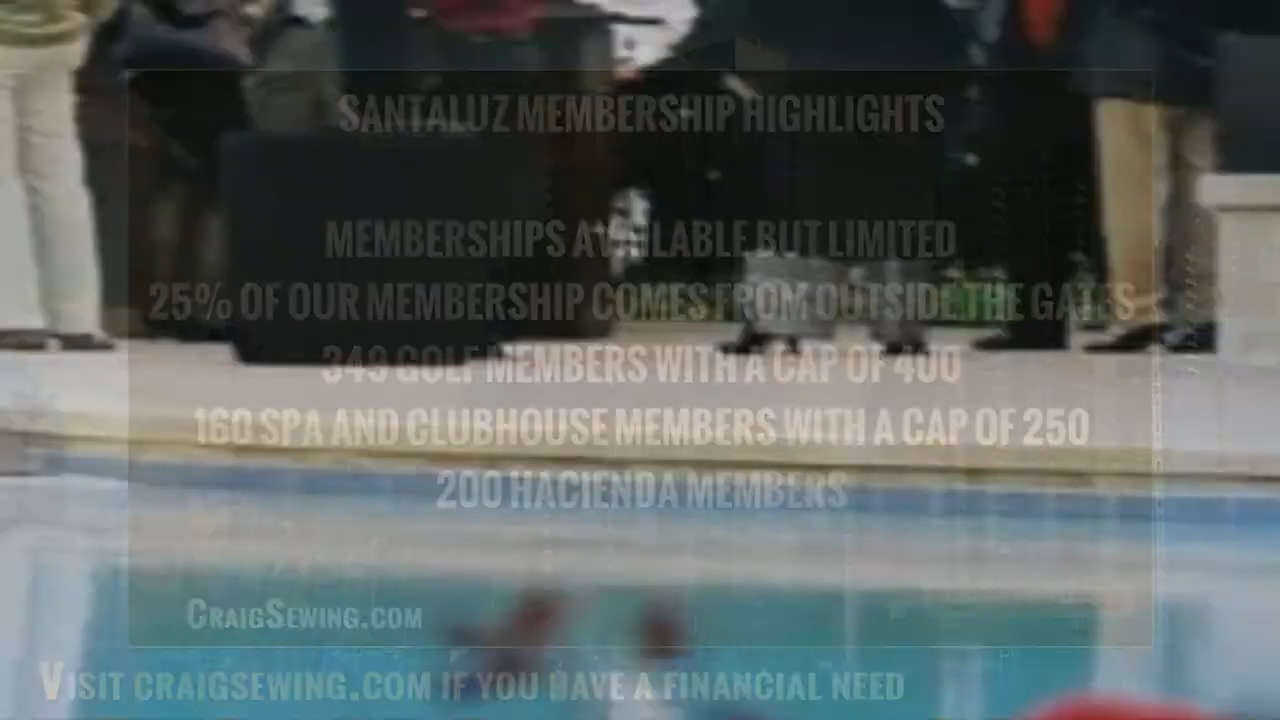 SANTALUZ MEMBERSHIP HIGHLIGHTS
MEMBERSHIPS AVAILABLE BUT LIMITED
25% OF OUR MEMBERSHIP COMES FROM OUTSIDE THE GATES
349 GOLF MEMBERS WITH A CAP OF 400
160 SPA AND CLUBHOUSE MEMBERS WITH A CAP OF 250
200 HACIENDA MEMBERS
CRAIGSEWING.COM
VISIT CRAIGSEWING.COM IF YOU HAVE A FINANCIAL NEED